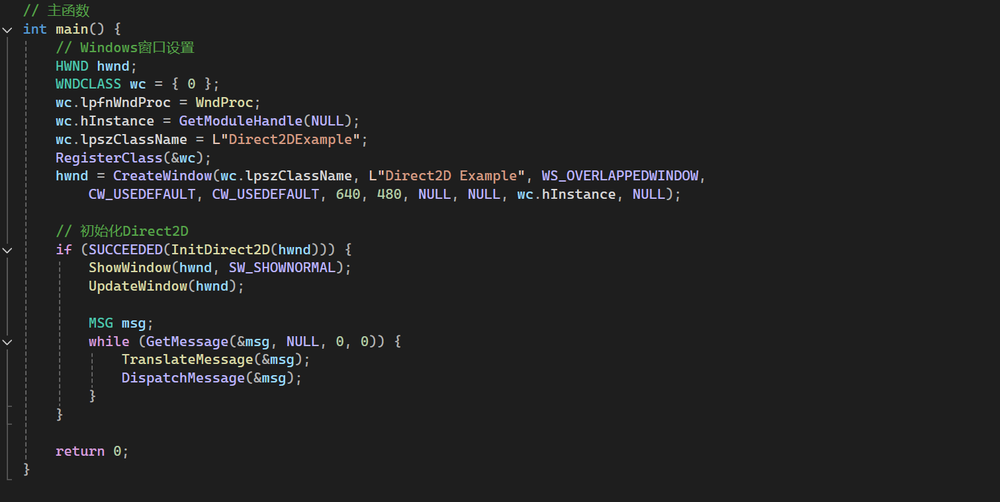 // 主函数
int main() {
// Windows窗口设置
HWND hwnd;
WNDCLASS wc = { 0 };
wc.lpfnWndProc = WndProc;
wc.hInstance = GetModuleHandle(NULL);
wc.lpszClassName = L"Direct2DExample";
RegisterClass(&wc);
hwnd = CreateWindow(wc.lpszClassName, L"Direct2D Example", WS_OVERLAPPEDWINDOW,
CW_USEDEFAULT, CW_USEDEFAULT, 640, 480, NULL, NULL, wc.hInstance, NULL);
// 初始化Direct2D
if (SUCCEEDED(InitDirect2D(hwnd))) {
ShowWindow(hwnd, SW_SHOWNORMAL);
UpdateWindow(hwnd);
MSG msg;
while (GetMessage(&msg, NULL, 0, 0)) {
TranslateMessage(&msg);
DispatchMessage(&msg);
}
}
return 0;
}